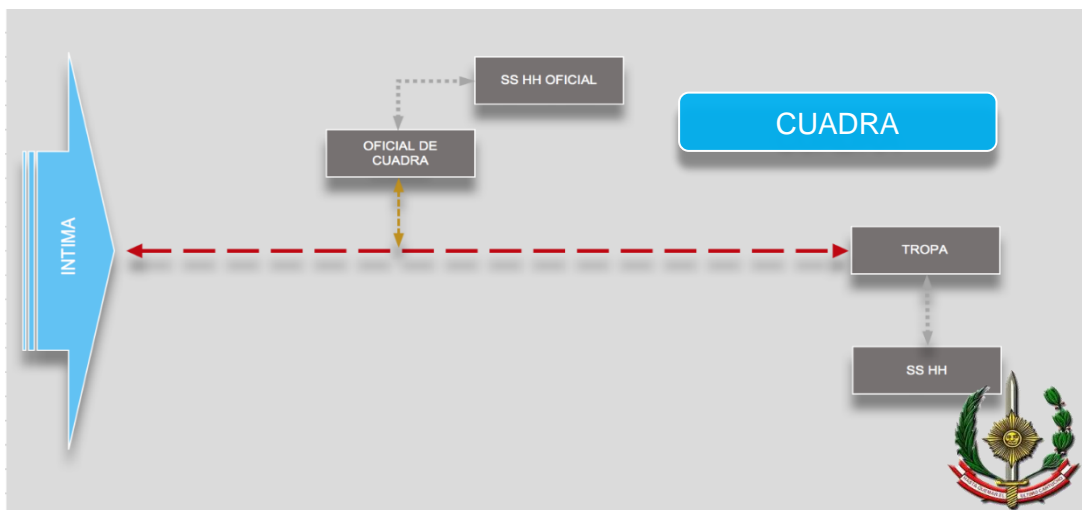 SS HH OFICIAL
CUADRA
OFICIAL DE
CUADRA
INTIMA
TROPA
SS HH